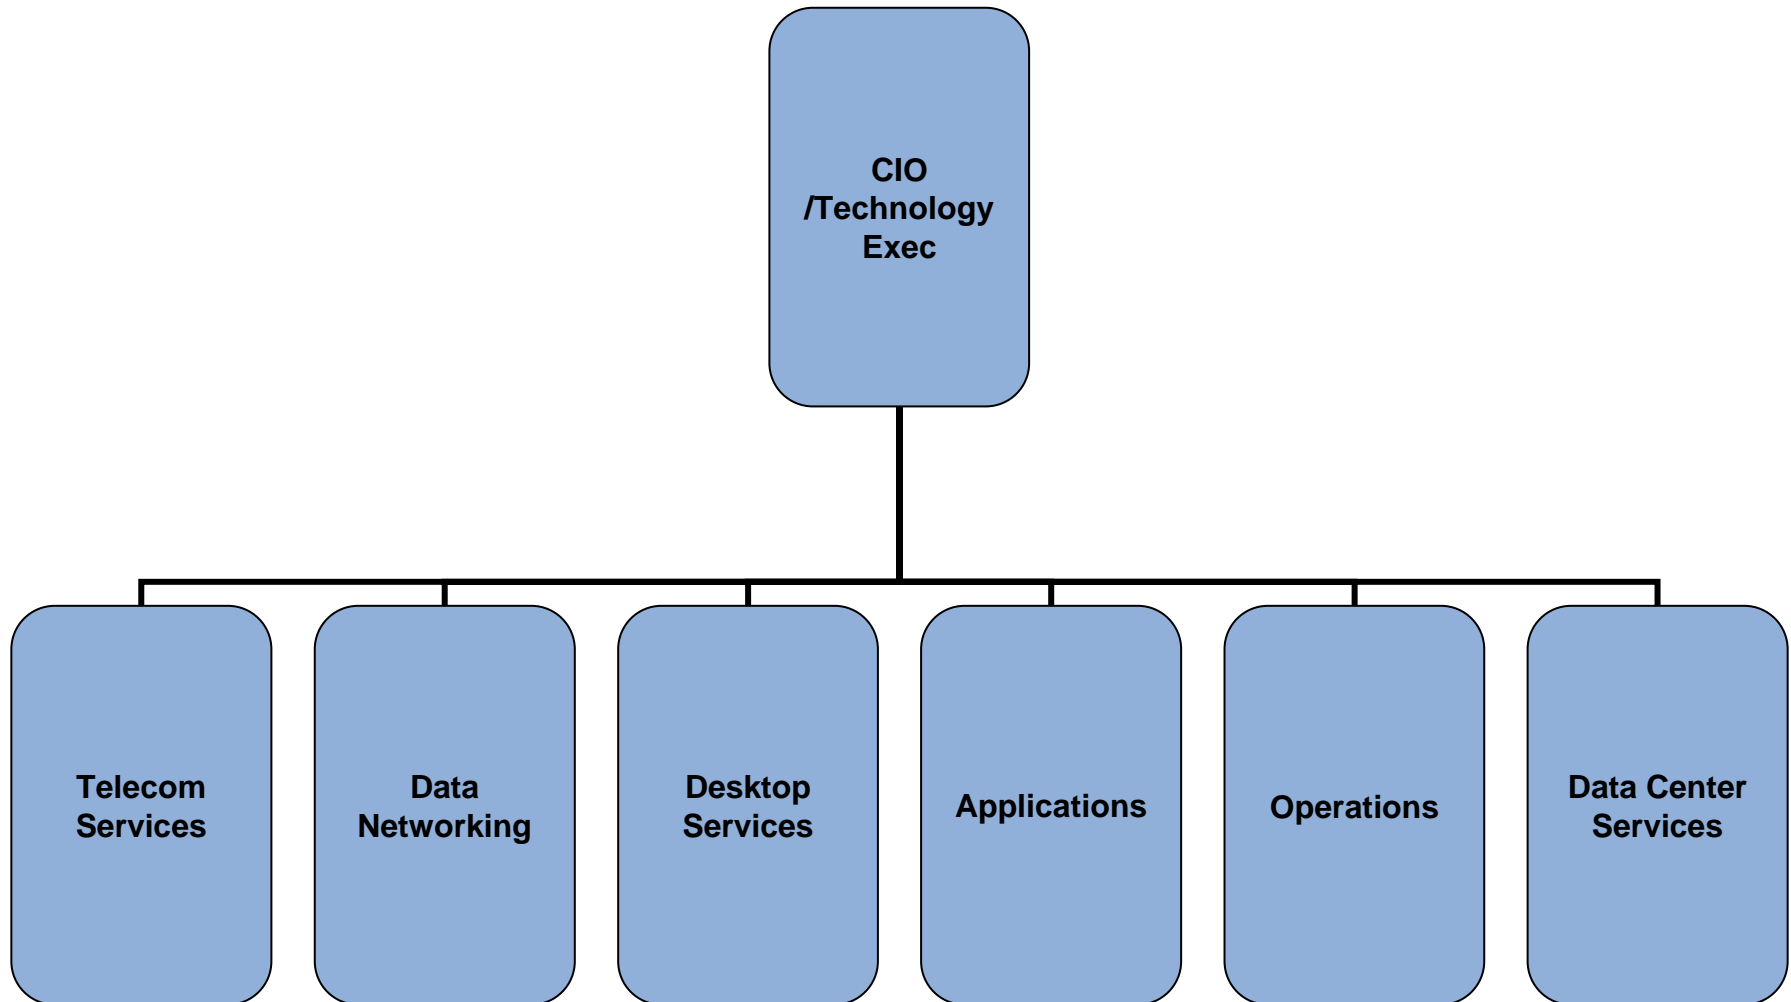 CIO
/Technology
Exec
Telecom
Services
Data
Networking
Desktop
Services
Applications
Operations
Data Center
Services